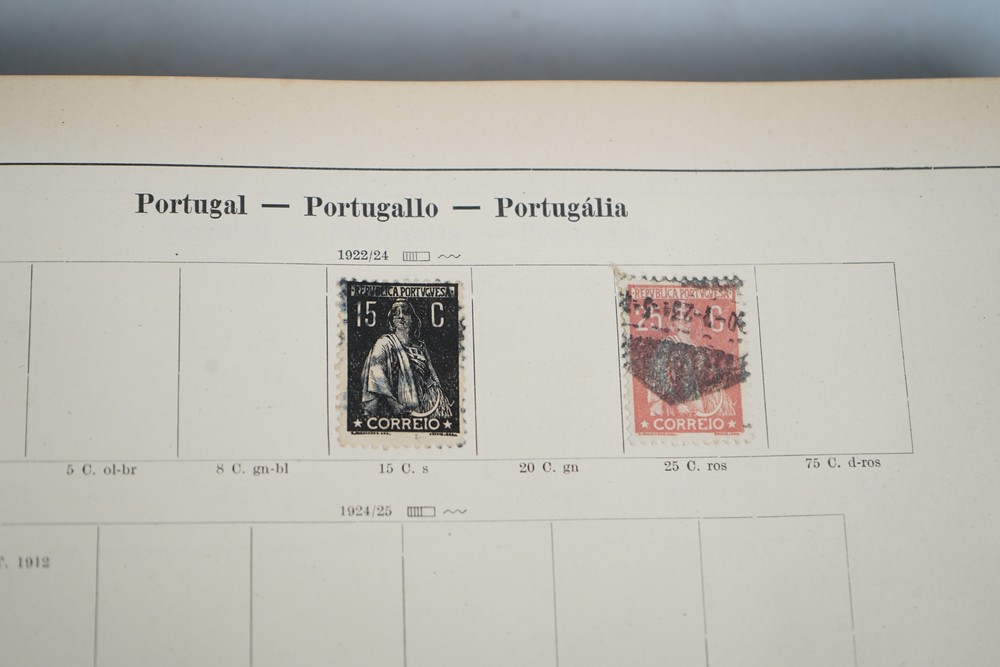 Portugal — Portugallo — Portugália
1922/24
REPUBLICA PORTUGUESA
15 C
CORREIO
REPUBLICA PORTUGUESA
25 C
CORREIO
5 C. ol-br
8 C. gn-bl
15 C. s
20 C. gn
25 C. ros
75 C. d-ros
1924/25
1912